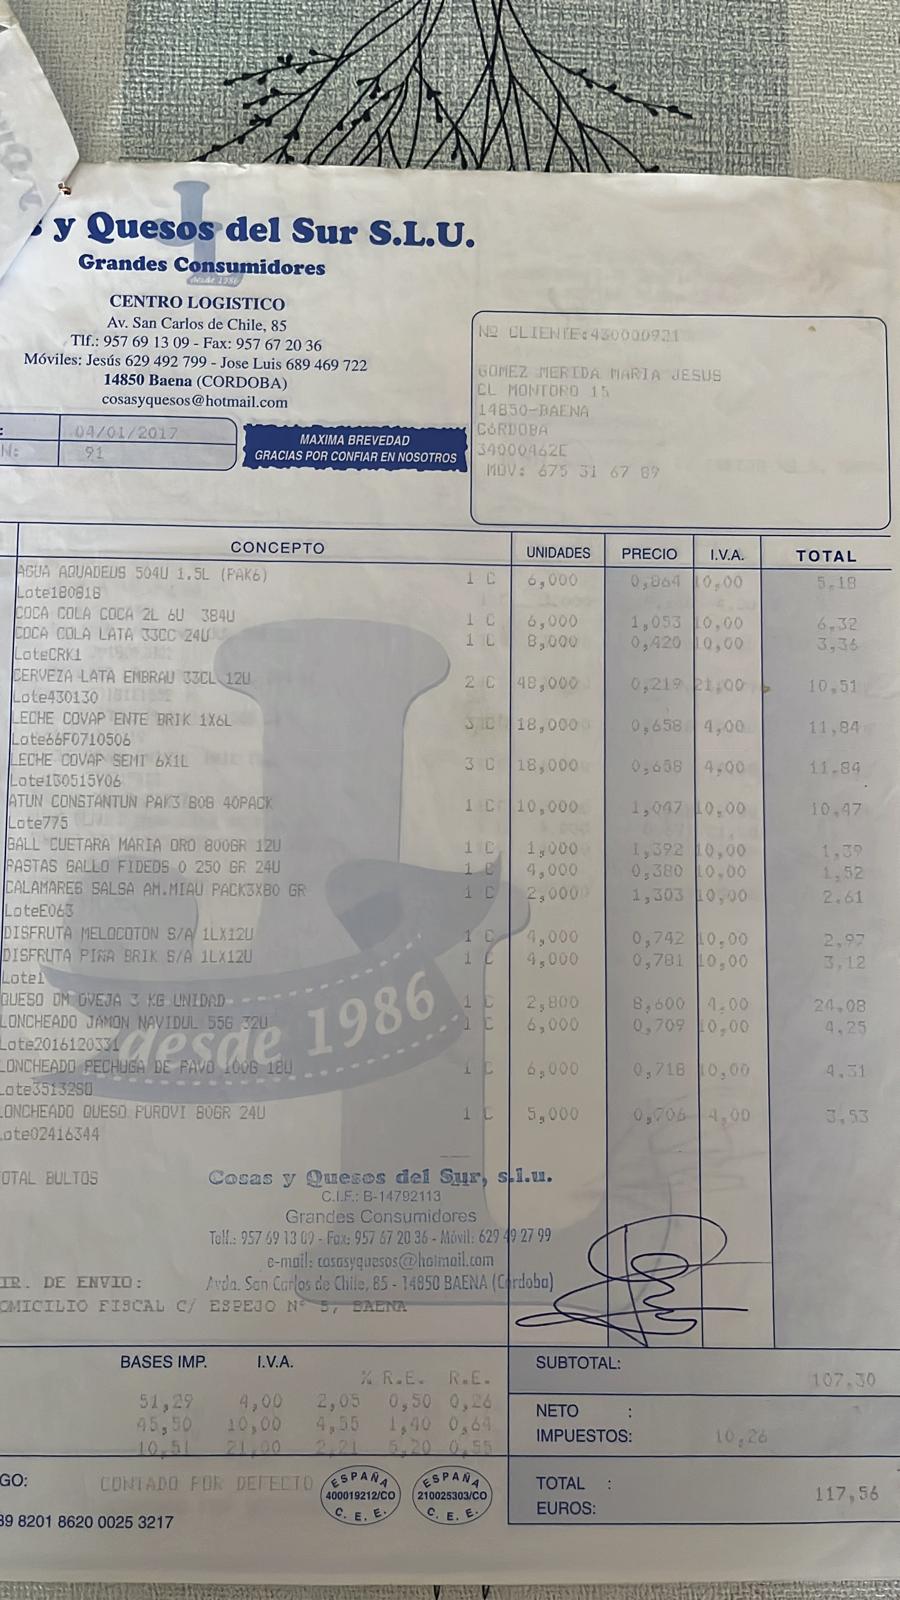 y Quesos del Sur S.L.U.
Grandes Consumidores
desde 1986
CENTRO LOGISTICO
Av. San Carlos de Chile, 85
Tlf.: 957 69 13 09 - Fax: 957 67 20 36
Móviles: Jesús 629 492 799 - Jose Luis 689 469 722
14850 Baena (CORDOBA)
cosasyquesos@hotmail.com
04/01/2017
N: 91
MAXIMA BREVEDAD
GRACIAS POR CONFIAR EN NOSOTROS
Nº CLIENTE:430000921
GOMEZ MERIDA MARIA JESUS
CL MONTORO 15
14850-BAENA
CóRDOBA
34000462E
MOV: 675 31 67 89
CONCEPTO UNIDADES PRECIO I.V.A. TOTAL
AGUA AQUADEUS 504U 1.5L (PAK6) 1 C 6,000 0,864 10,00 5,18
Lote180818
COCA COLA COCA 2L 6U 384U 1 C 6,000 1,053 10,00 6,32
COCA COLA LATA 33CC 24U 1 C 8,000 0,420 10,00 3,36
LoteCRK1
CERVEZA LATA EMBRAU 33CL 12U 2 C 48,000 0,219 21,00 10,51
Lote430130
LECHE COVAP ENTE BRIK 1X6L 3 C 18,000 0,658 4,00 11,84
Lote66F0710506
LECHE COVAP SEMI 6X1L 3 C 18,000 0,658 4,00 11,84
Lote130515Y06
ATUN CONSTANTUN PAK3 80G 40PACK 1 C 10,000 1,047 10,00 10,47
Lote775
GALL CUETARA MARIA ORO 800GR 12U 1 C 1,000 1,392 10,00 1,39
PASTAS GALLO FIDEOS 0 250 GR 24U 1 C 4,000 0,380 10,00 1,52
CALAMARES SALSA AM.MIAU PACK3X80 GR 1 C 2,000 1,303 10,00 2,61
LoteE063
DISFRUTA MELOCOTON S/A 1LX12U 1 C 4,000 0,742 10,00 2,97
DISFRUTA PIÑA BRIK S/A 1LX12U 1 C 4,000 0,781 10,00 3,12
Lote1
QUESO DM OVEJA 3 KG UNIDAD 1 C 2,800 8,600 4,00 24,08
LONCHEADO JAMON NAVIDUL 55G 32U 1 C 6,000 0,709 10,00 4,25
Lote2016120331
LONCHEADO PECHUGA DE PAVO 100G 18U 1 C 6,000 0,718 10,00 4,31
ote3513280
LONCHEADO QUESO FUROVI 80GR 24U 1 C 5,000 0,706 4,00 3,53
ote02416344
desde 1986
OTAL BULTOS
Cosas y Quesos del Sur, s.l.u.
C.I.F.: B-14792113
Grandes Consumidores
Telf.: 957 69 13 09 - Fax: 957 67 20 36 - Móvil: 629 49 27 99
e-mail: cosasyquesos@hotmail.com
Avda. San Carlos de Chile, 85 - 14850 BAENA (Córdoba)
IR. DE ENVIO:
OMICILIO FISCAL C/ ESPEJO Nº 5, BAENA
BASES IMP. I.V.A. % R.E. R.E.
51,29 4,00 2,05 0,50 0,26
45,50 10,00 4,55 1,40 0,64
10,51 21,00 2,21 5,20 0,55
SUBTOTAL: 107,30
NETO :
IMPUESTOS: 10,26
TOTAL :
EUROS: 117,56
GO: CONTADO POR DEFECTO
ESPAÑA
400019212/CO
C. E. E.
ESPAÑA
210025303/CO
C. E. E.
39 8201 8620 0025 3217